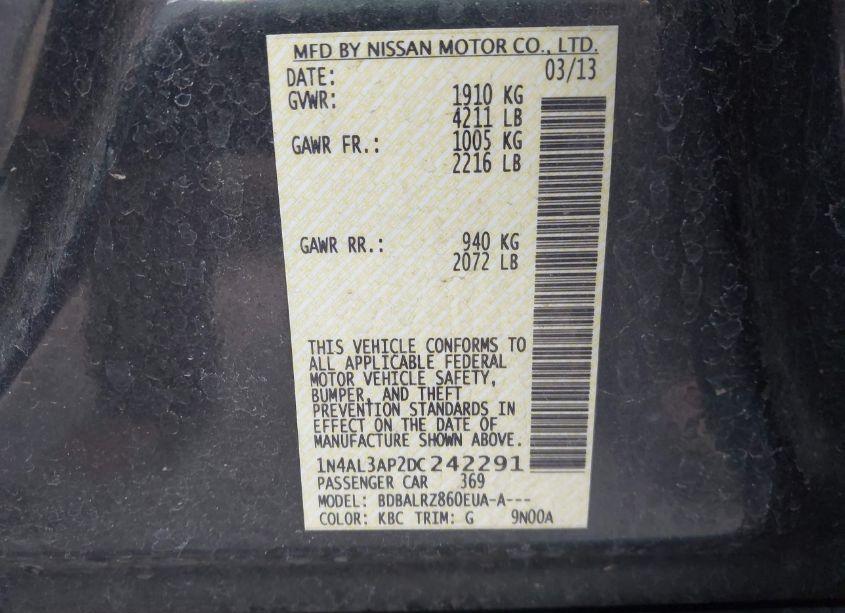 MFD BY NISSAN MOTOR CO., LTD.
DATE: 03/13
GVWR: 1910 KG
4211 LB
GAWR FR.: 1005 KG
2216 LB
GAWR RR.: 940 KG
2072 LB
THIS VEHICLE CONFORMS TO
ALL APPLICABLE FEDERAL
MOTOR VEHICLE SAFETY,
BUMPER, AND THEFT
PREVENTION STANDARDS IN
EFFECT ON THE DATE OF
MANUFACTURE SHOWN ABOVE.
1N4AL3AP2DC242291
PASSENGER CAR 369
MODEL: BDBALRZ860EUA-A---
COLOR: KBC TRIM: G 9N00A